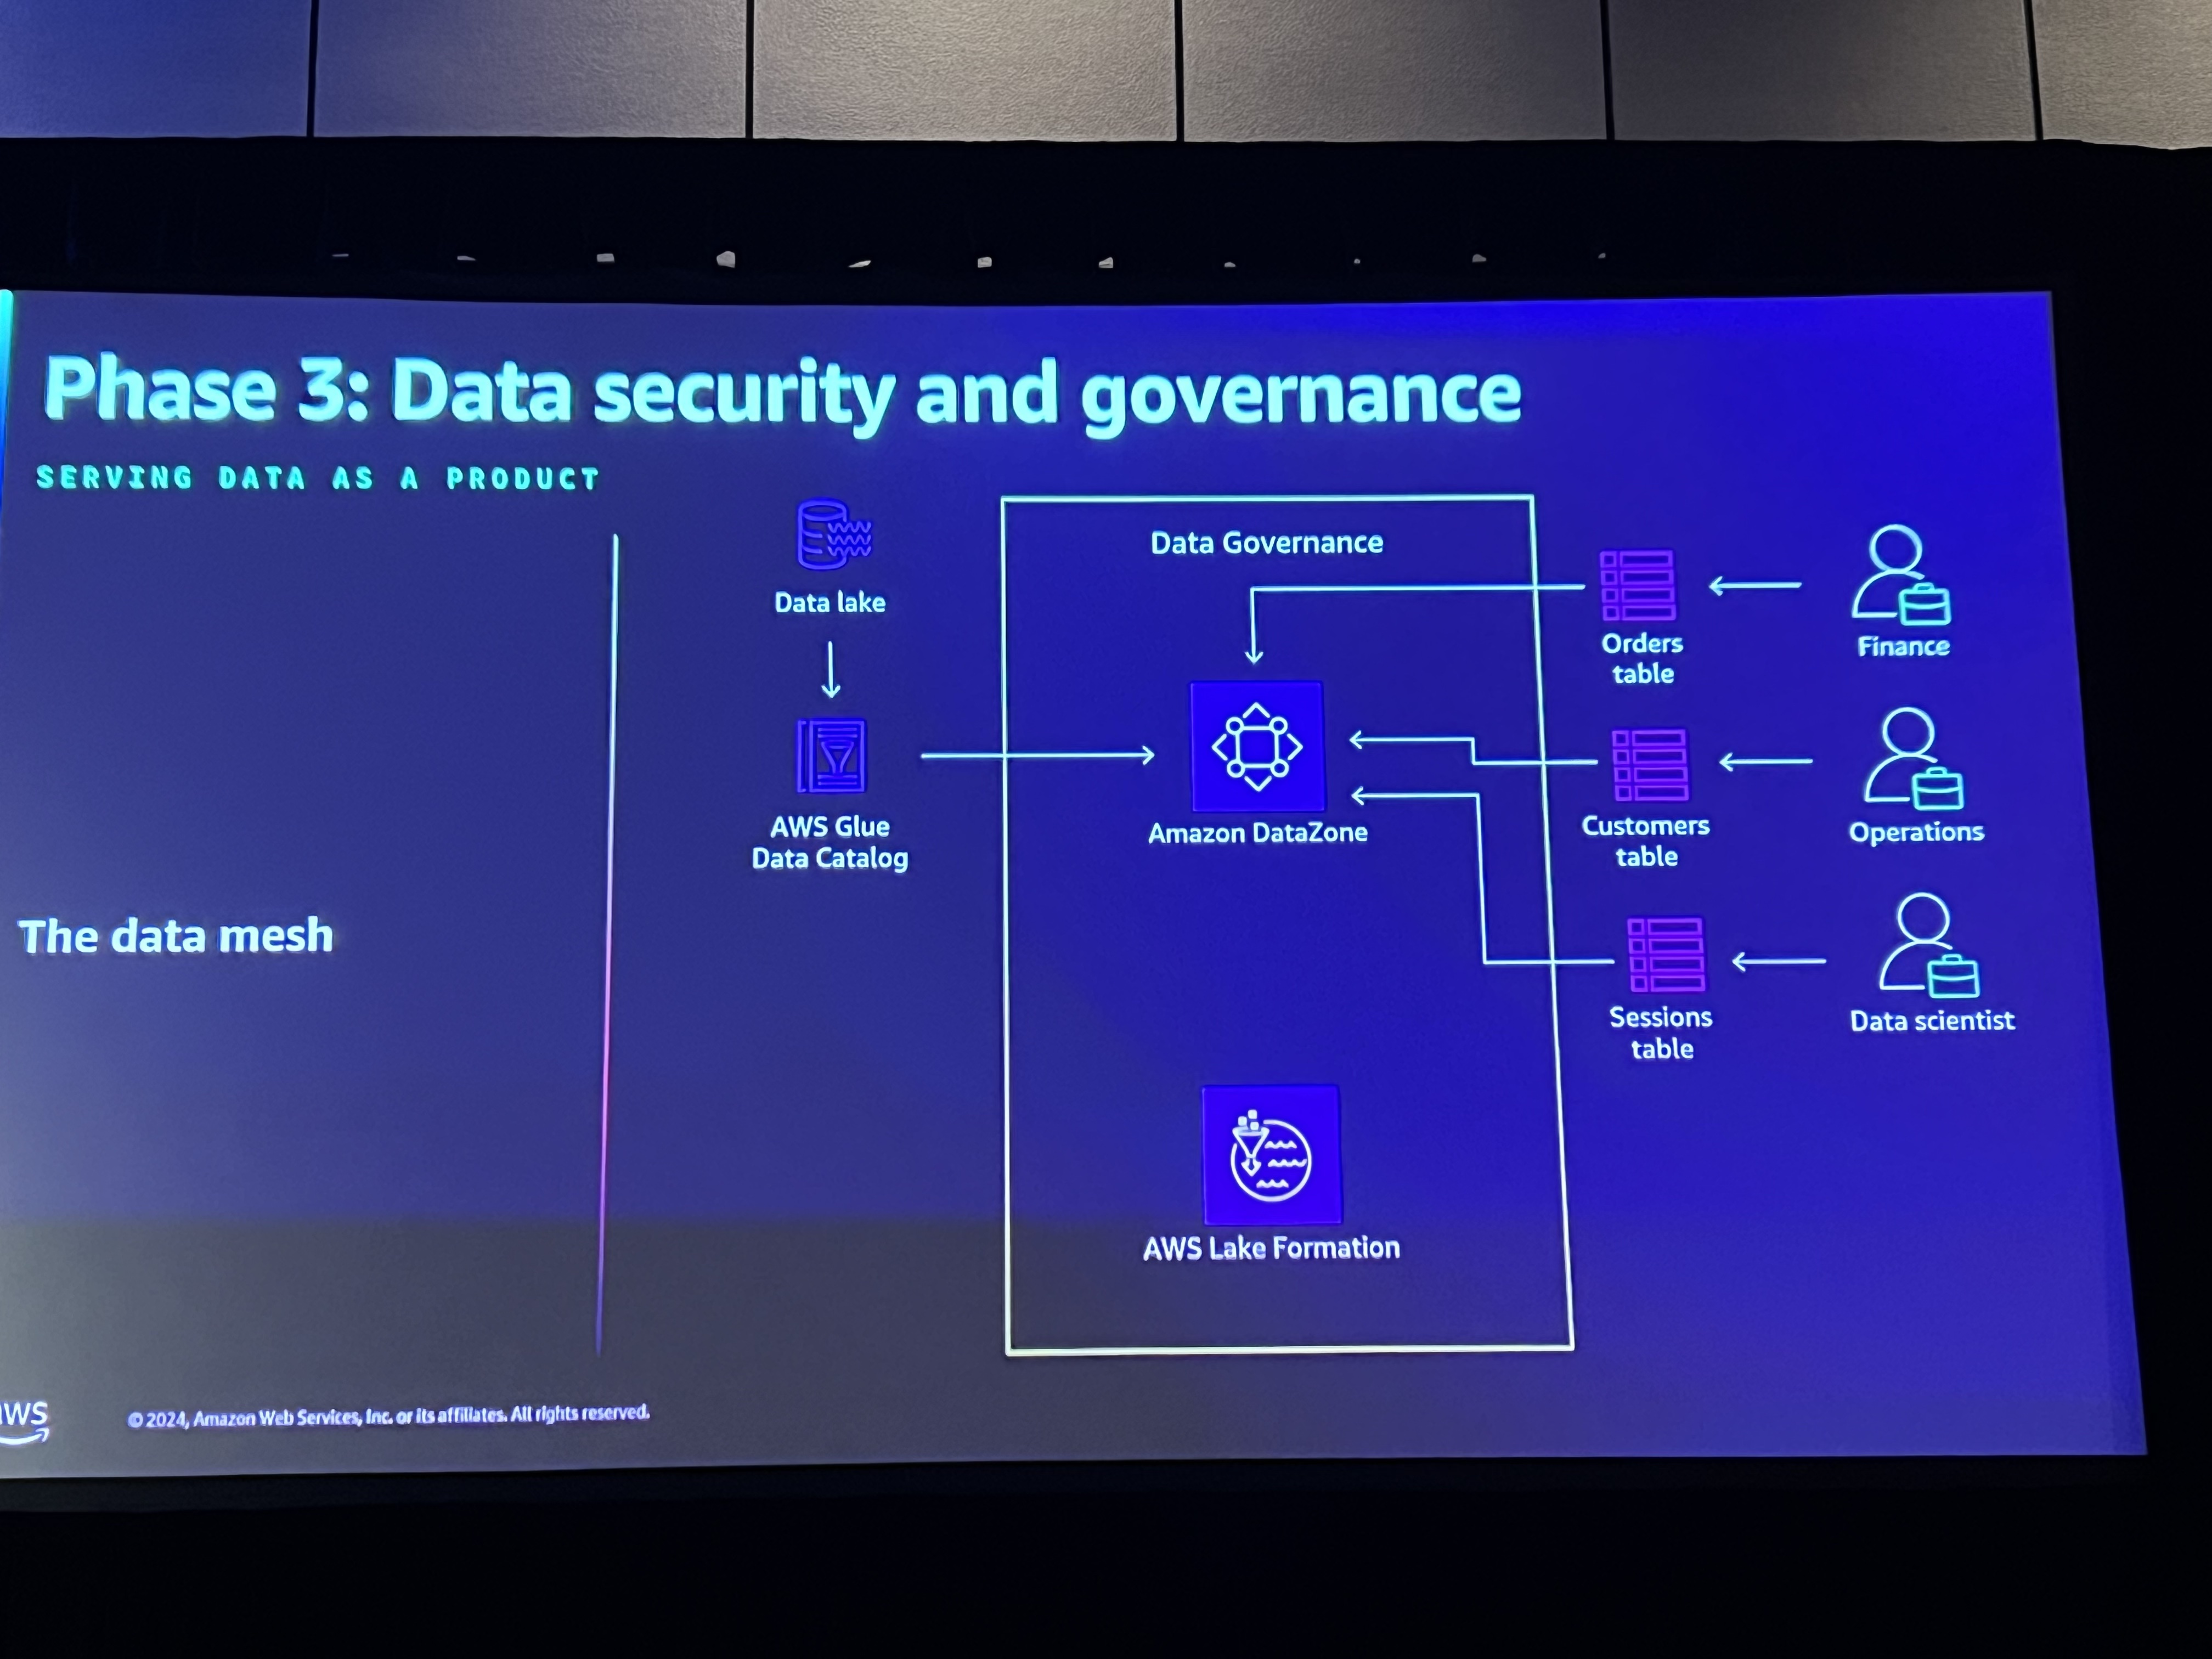 Phase 3: Data security and governance
SERVING DATA AS A PRODUCT
The data mesh
Data lake
AWS Glue
Data Catalog
Data Governance
Amazon DataZone
AWS Lake Formation
Orders
table
Finance
Customers
table
Operations
Sessions
table
Data scientist
aws
© 2024, Amazon Web Services, Inc. or its affiliates. All rights reserved.